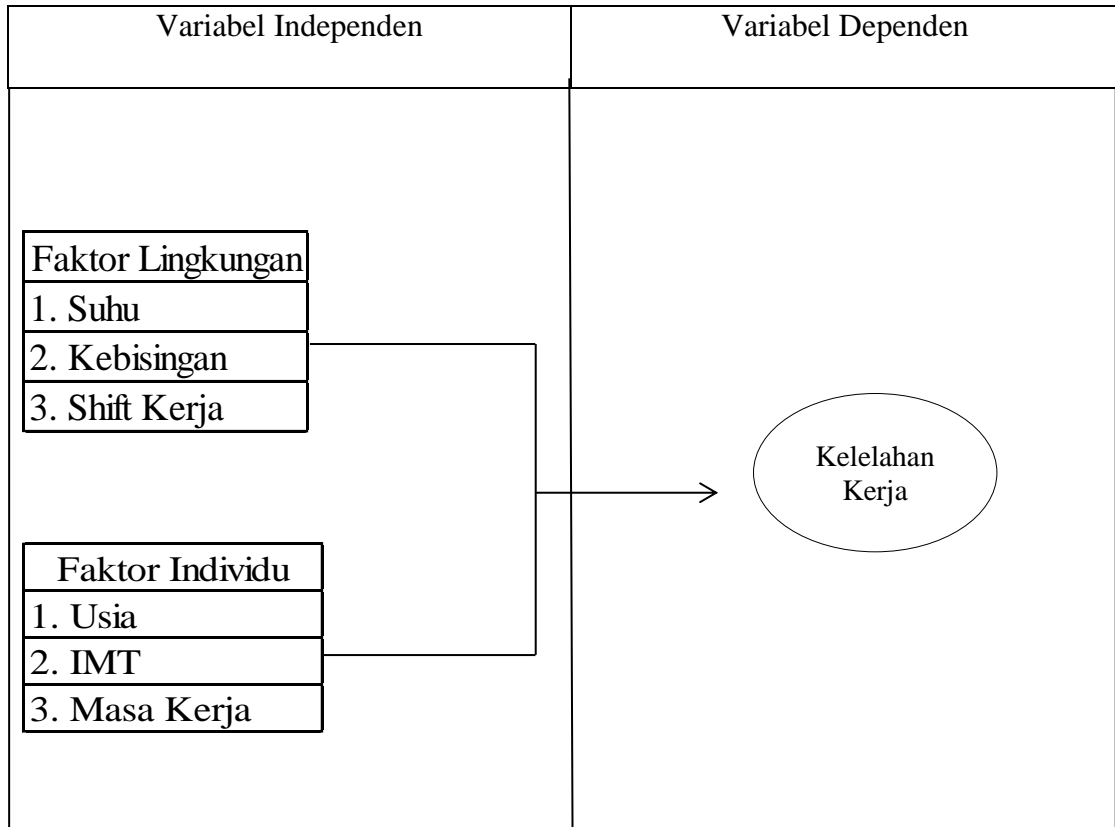 Variabel Independen
Variabel Dependen
Faktor Lingkungan
1. Suhu
2. Kebisingan
3. Shift Kerja
Kelelahan
Kerja
Faktor Individu
1. Usia
2. IMT
3. Masa Kerja